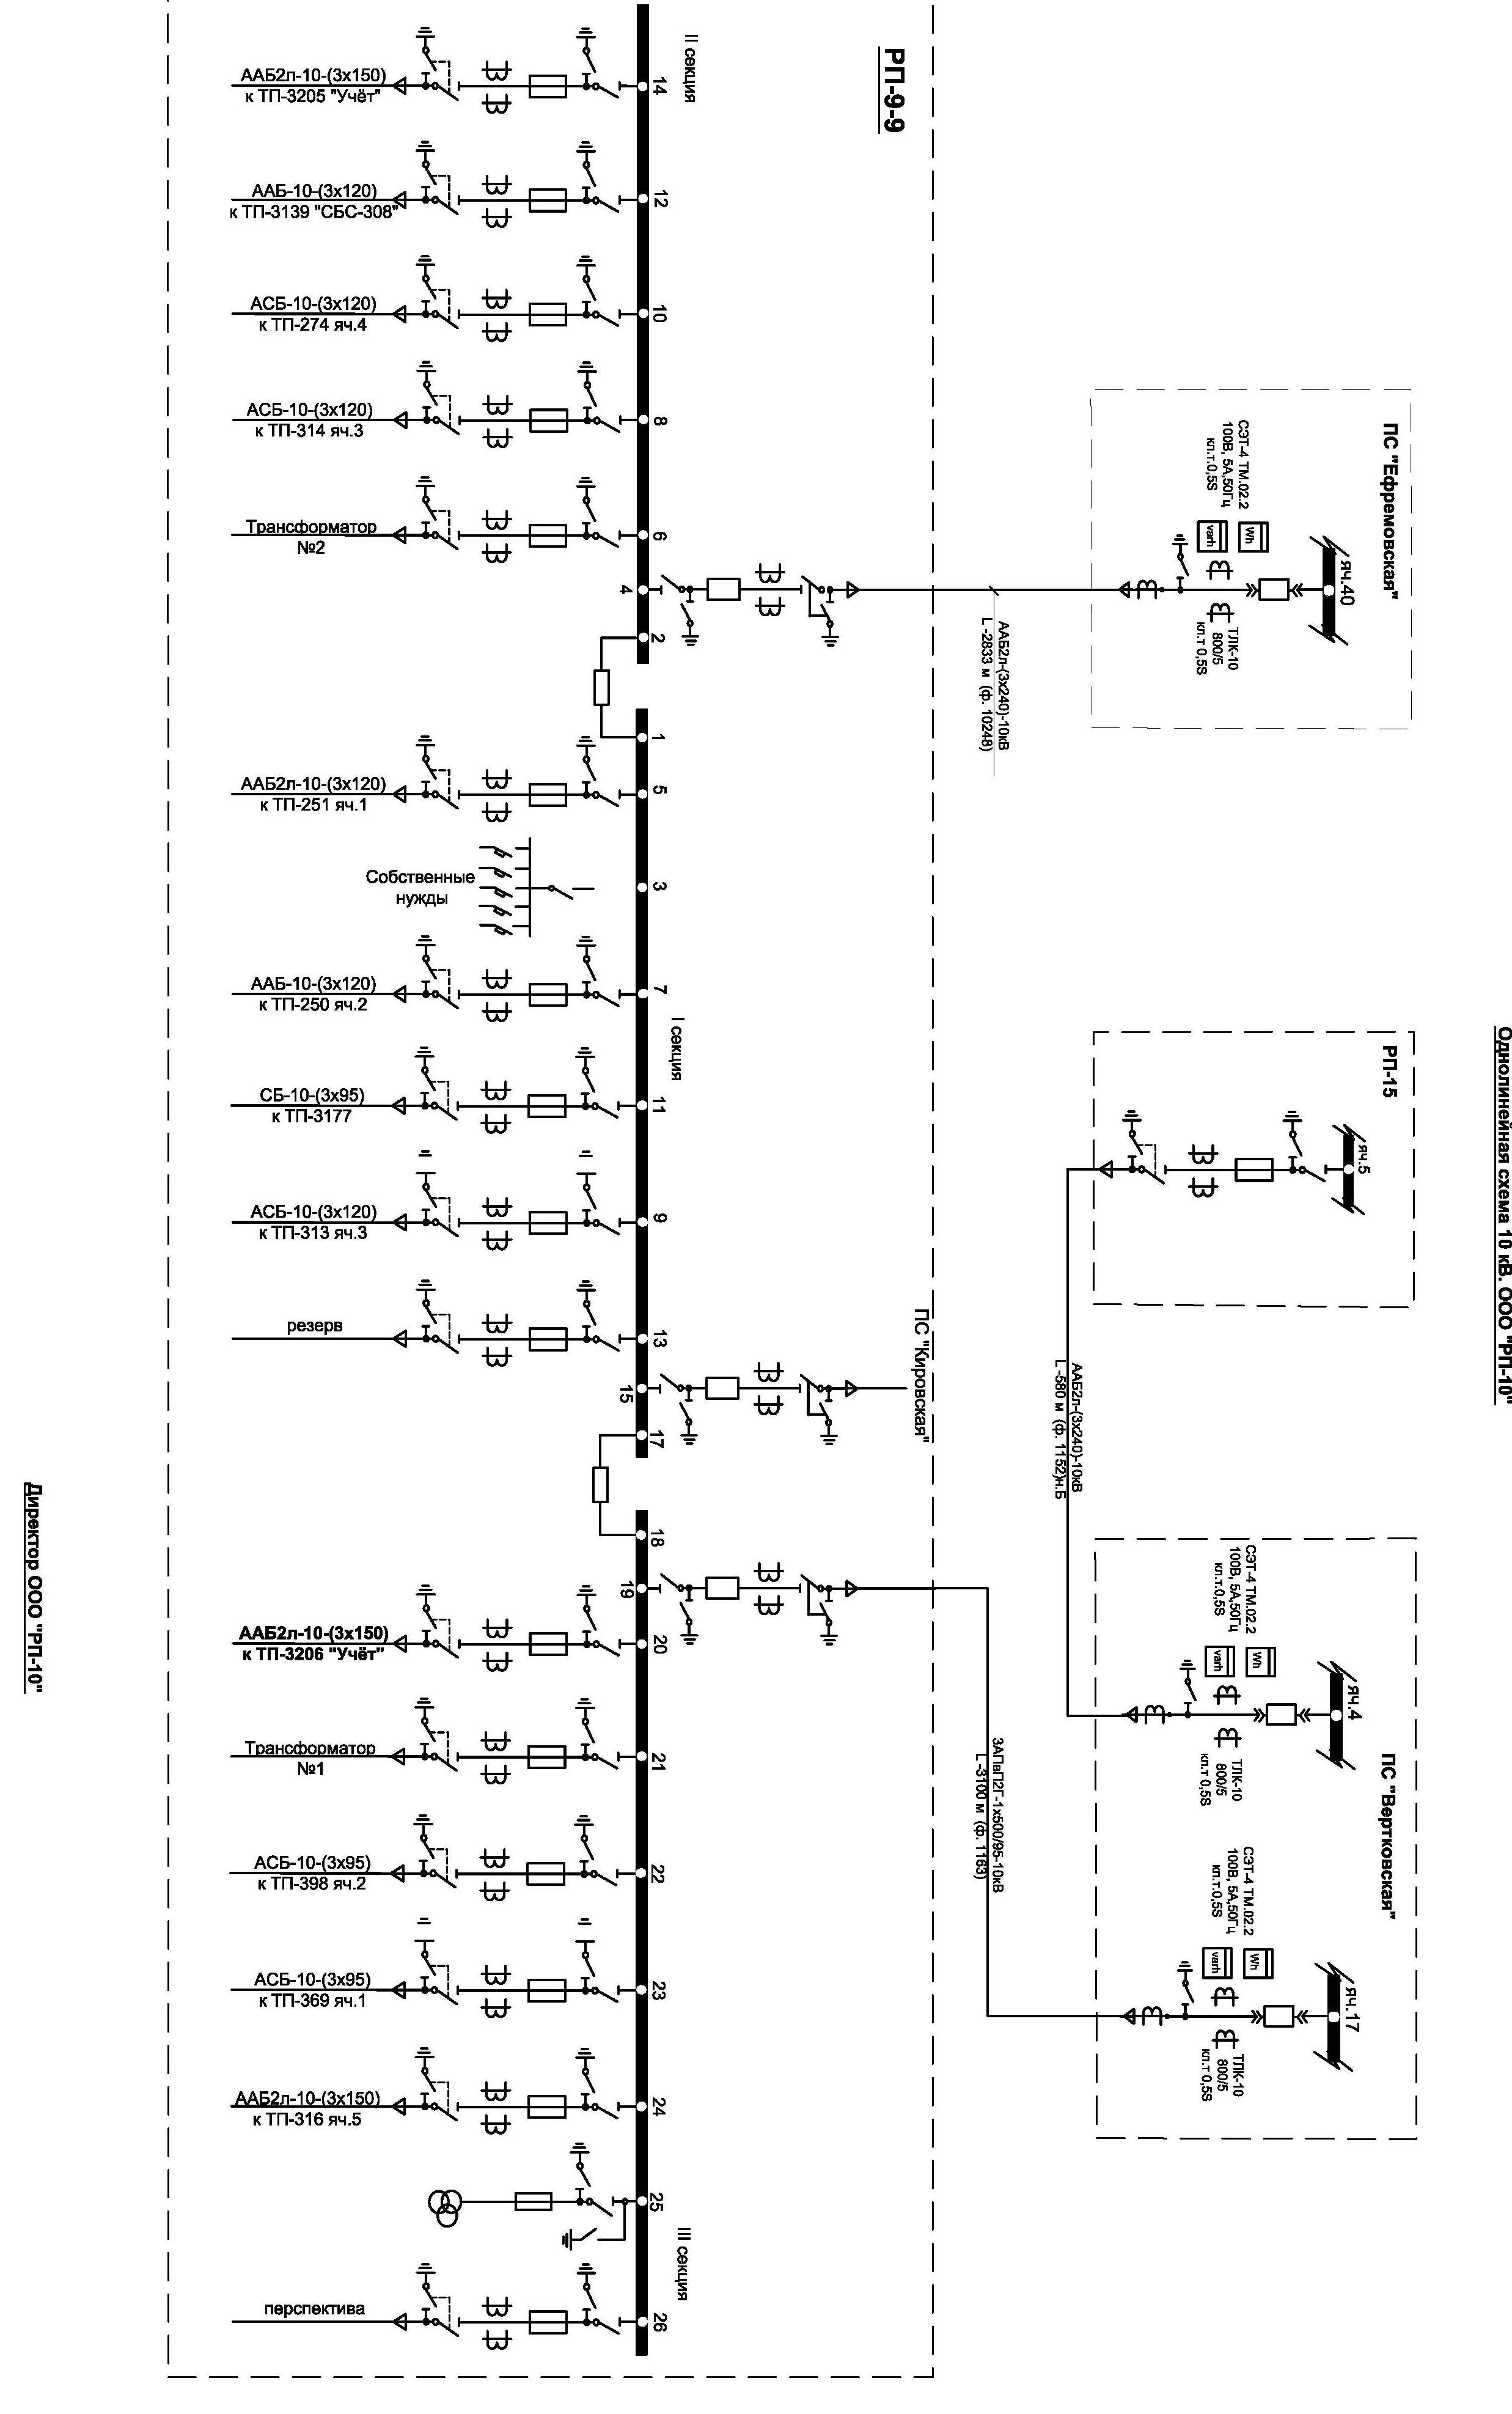 Однолинейная схема 10 кВ. ООО "РП-10"
ПС "Ефремовская"
яч.40
СЭТ-4 ТМ.02.2
100В, 5А,50Гц
кл.т.0,5S
Wh
varh
ТЛК-10
800/5
кл.т 0,5S
ААБ2л-(3х240)-10кВ
L -2833 м (ф. 10248)
РП-15
яч.5
ААБ2л-(3х240)-10кВ
L -580 м (ф. 1152)н.Б
ПС "Вертковская"
яч.4
СЭТ-4 ТМ.02.2
100В, 5А,50Гц
кл.т.0,5S
Wh
varh
ТЛК-10
800/5
кл.т 0,5S
яч.17
СЭТ-4 ТМ.02.2
100В, 5А,50Гц
кл.т.0,5S
Wh
varh
ТЛК-10
800/5
кл.т 0,5S
3АПвП2Г-1х500/95-10кВ
L -3100 м (ф. 1163)
РП-9-9
ПС "Кировская"
II секция
14
ААБ2л-10-(3х150)
к ТП-3205 "Учёт"
12
ААБ-10-(3х120)
к ТП-3139 "СБС-308"
10
АСБ-10-(3х120)
к ТП-274 яч.4
8
АСБ-10-(3х120)
к ТП-314 яч.3
6
Трансформатор
№2
4
2
1
5
ААБ2л-10-(3х120)
к ТП-251 яч.1
3
Собственные
нужды
7
ААБ-10-(3х120)
к ТП-250 яч.2
I секция
11
СБ-10-(3х95)
к ТП-3177
9
АСБ-10-(3х120)
к ТП-313 яч.3
13
резерв
15
17
18
19
20
ААБ2л-10-(3х150)
к ТП-3206 "Учёт"
21
Трансформатор
№1
22
АСБ-10-(3х95)
к ТП-398 яч.2
23
АСБ-10-(3х95)
к ТП-369 яч.1
24
ААБ2л-10-(3х150)
к ТП-316 яч.5
25
III секция
26
перспектива
Директор ООО "РП-10"